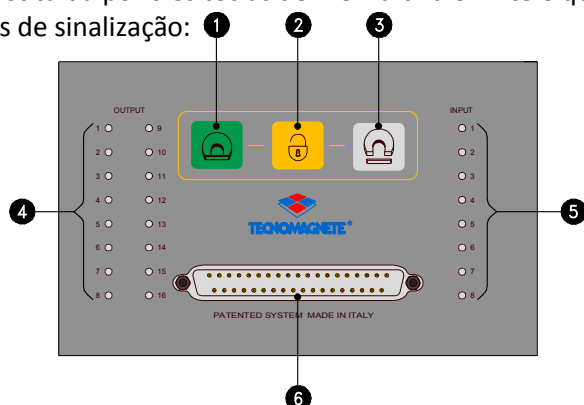 s de sinalização:
1 2 3
OUTPUT INPUT
1 9 1
2 10 2
3 11 3
4 12 4
5 13 5
6 14 6
7 15 7
8 16 8
4 5
TECNOMAGNETE ®
PATENTED SYSTEM MADE IN ITALY
6